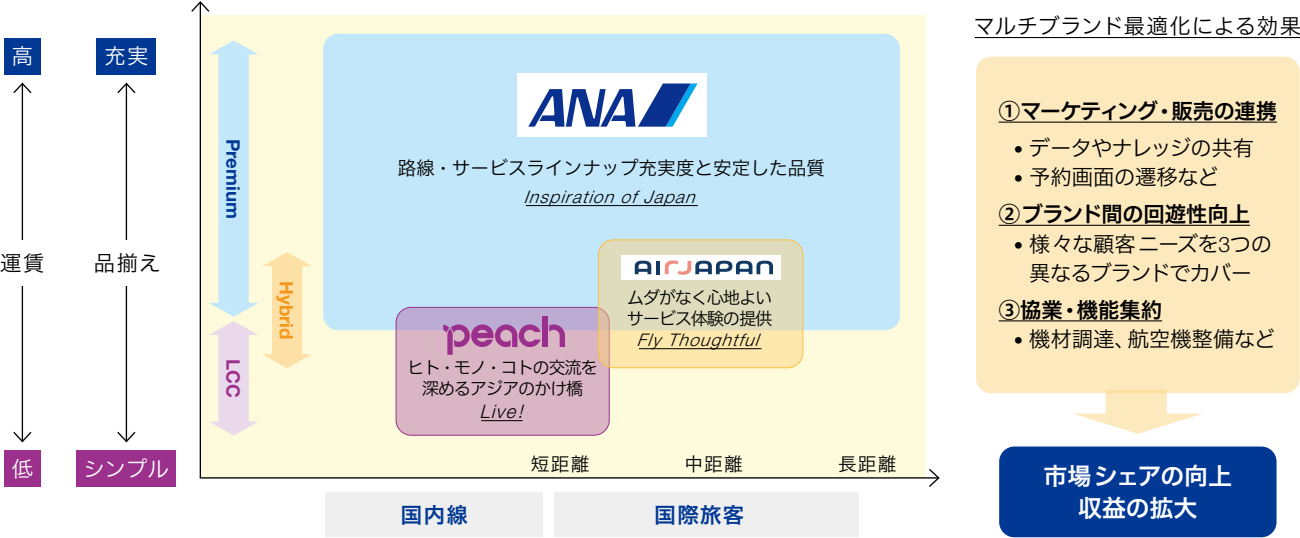 高
充実
運賃
品揃え
低
シンプル
Premium
Hybrid
LCC
ANA
路線・サービスラインナップ充実度と安定した品質
Inspiration of Japan
AIRJAPAN
ムダがなく心地よい
サービス体験の提供
Fly Thoughtful
peach
ヒト・モノ・コトの交流を
深めるアジアのかけ橋
Live!
短距離
中距離
長距離
国内線
国際旅客
マルチブランド最適化による効果
①マーケティング・販売の連携
• データやナレッジの共有
• 予約画面の遷移など
②ブランド間の回遊性向上
• 様々な顧客ニーズを3つの
異なるブランドでカバー
③協業・機能集約
• 機材調達、航空機整備など
市場シェアの向上
収益の拡大